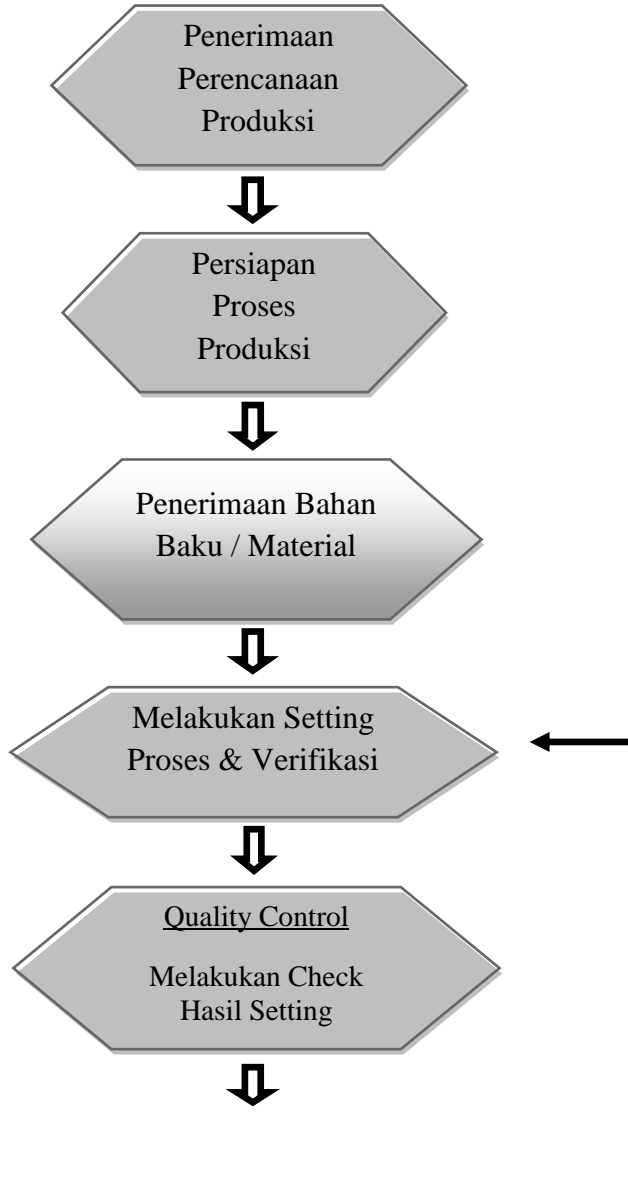 Penerimaan
Perencanaan
Produksi
Persiapan
Proses
Produksi
Penerimaan Bahan
Baku / Material
Melakukan Setting
Proses & Verifikasi
Quality Control
Melakukan Check
Hasil Setting